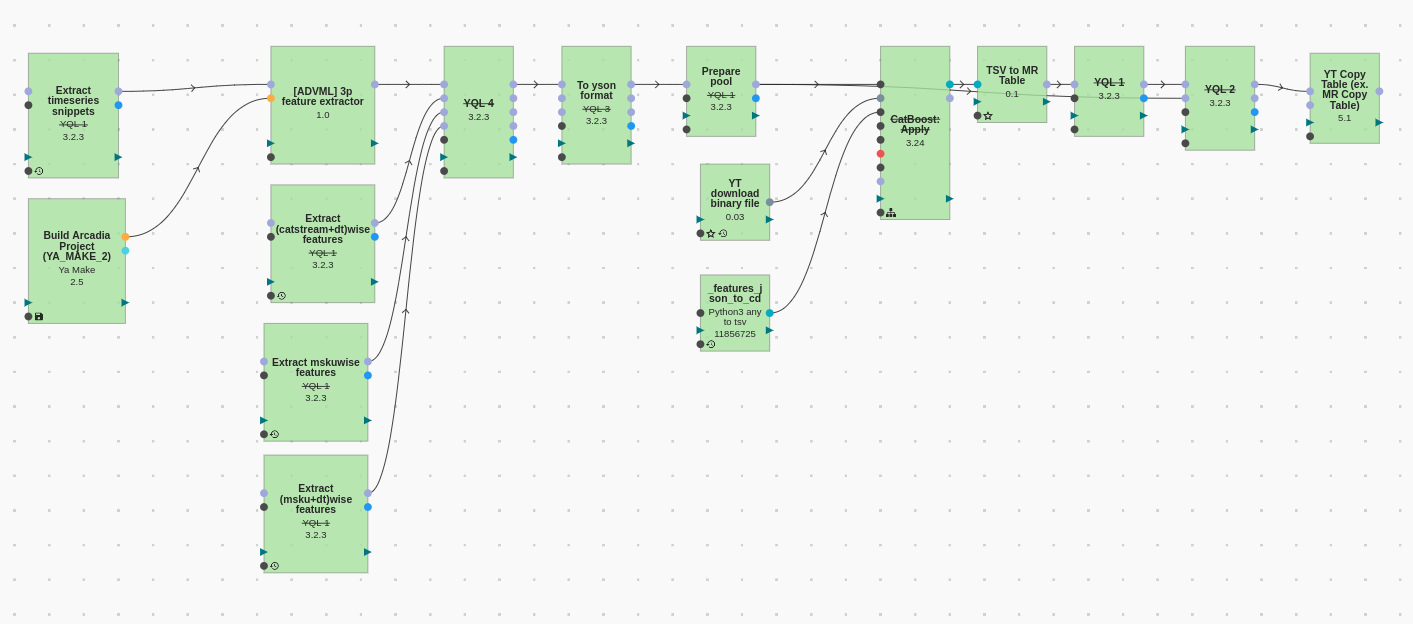 Extract
timeseries
snippets
YQL 1
3.2.3
Build Arcadia
Project
(YA_MAKE_2)
Ya Make
2.5
[ADVML] 3p
feature extractor
1.0
Extract
(catstream+dt)wise
features
YQL 1
3.2.3
Extract mskuwise
features
YQL 1
3.2.3
Extract
(msku+dt)wise
features
YQL 1
3.2.3
YQL 4
3.2.3
To yson
format
YQL 3
3.2.3
Prepare
pool
YQL 1
3.2.3
YT
download
binary file
0.03
_features_j
son_to_cd
Python3 any
to tsv
11856725
CatBoost:
Apply
3.24
TSV to MR
Table
0.1
YQL 1
3.2.3
YQL 2
3.2.3
YT Copy
Table (ex.
MR Copy
Table)
5.1